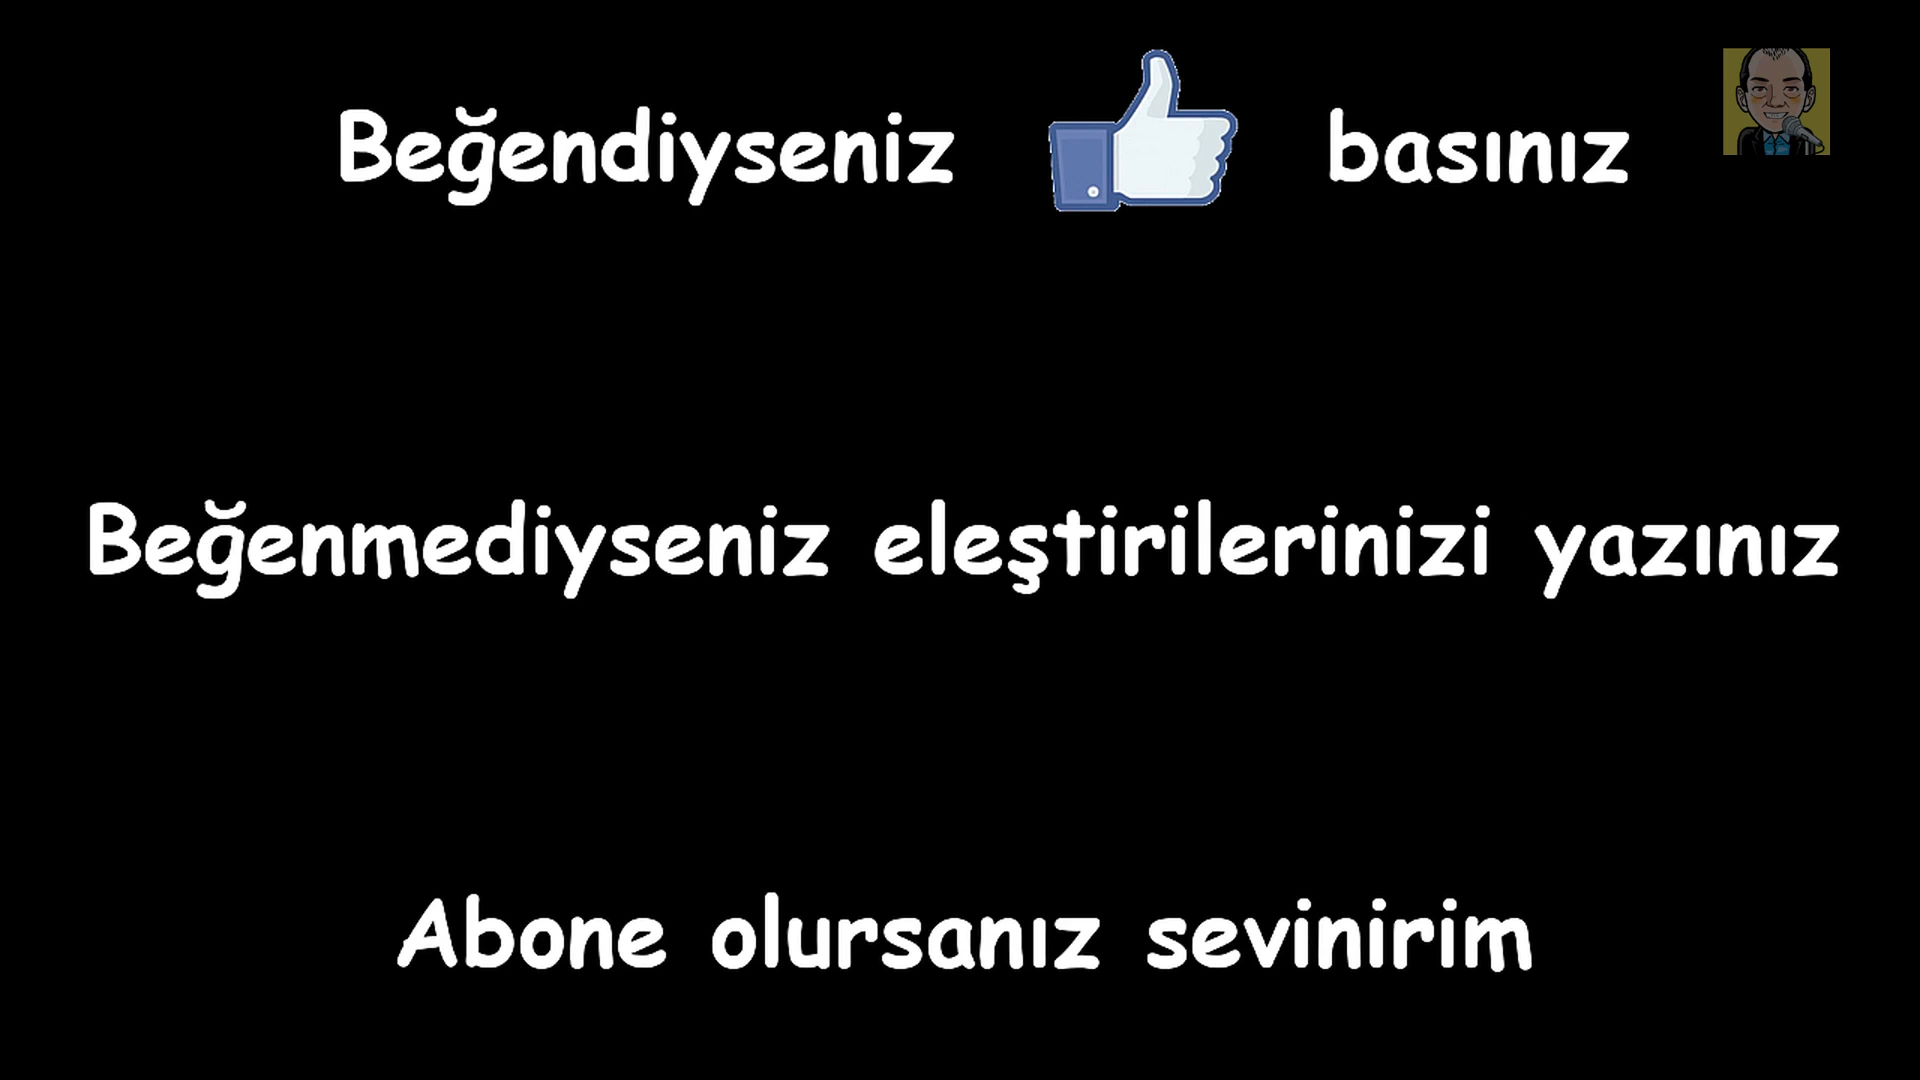 Beğendiyseniz basınız
Beğenmediyseniz eleştirilerinizi yazınız
Abone olursanız sevinirim